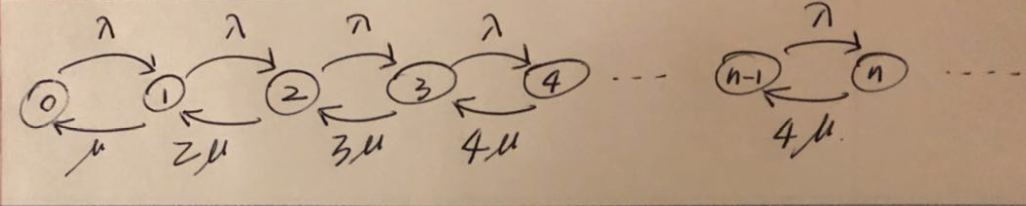 λ λ λ λ λ
0 1 2 3 4 ---- n-1 n -----
μ 2μ 3μ 4μ 4μ.